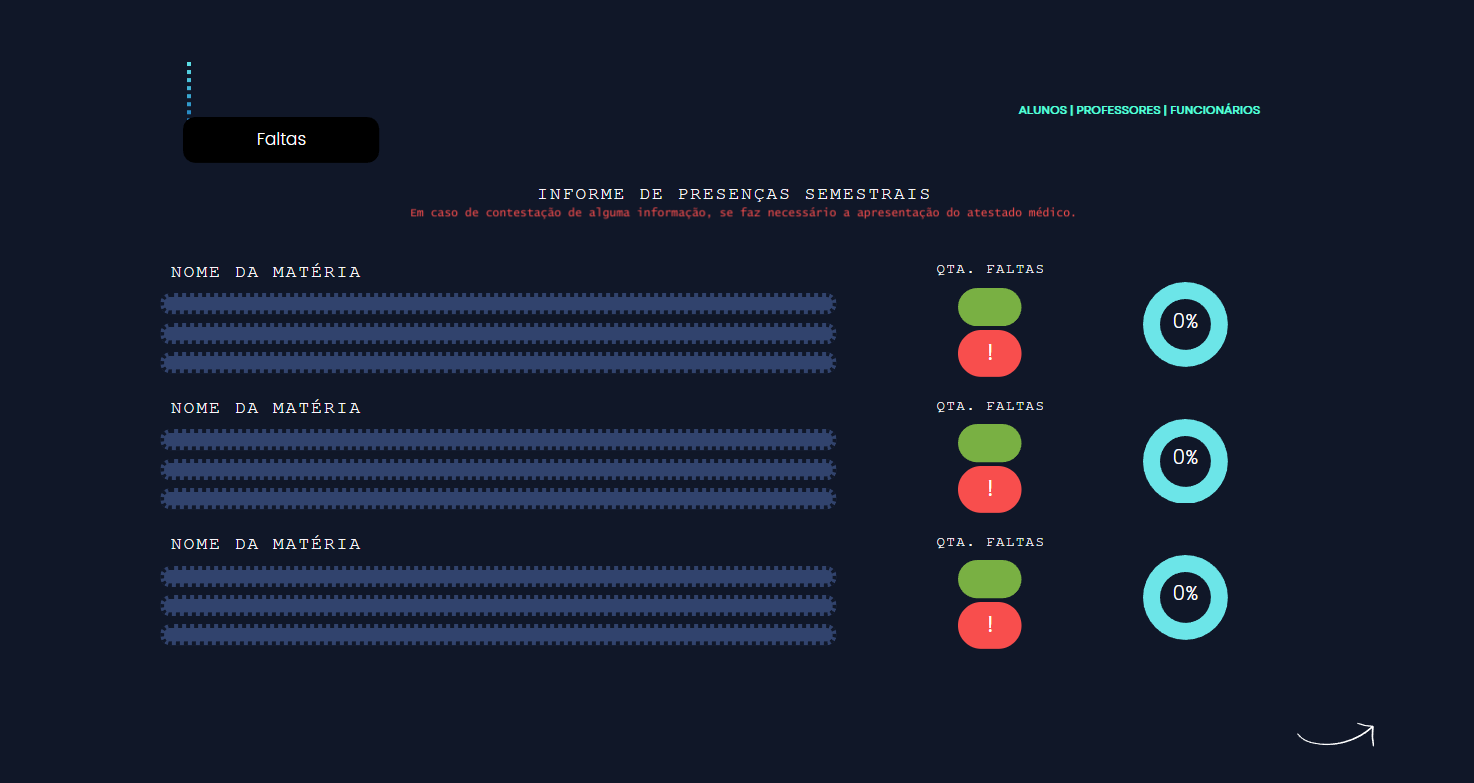 ALUNOS | PROFESSORES | FUNCIONÁRIOS
Faltas
INFORME DE PRESENÇAS SEMESTRAIS
Em caso de contestação de alguma informação, se faz necessário a apresentação do atestado médico.
NOME DA MATÉRIA
QTA. FALTAS
!
0%
NOME DA MATÉRIA
QTA. FALTAS
!
0%
NOME DA MATÉRIA
QTA. FALTAS
!
0%